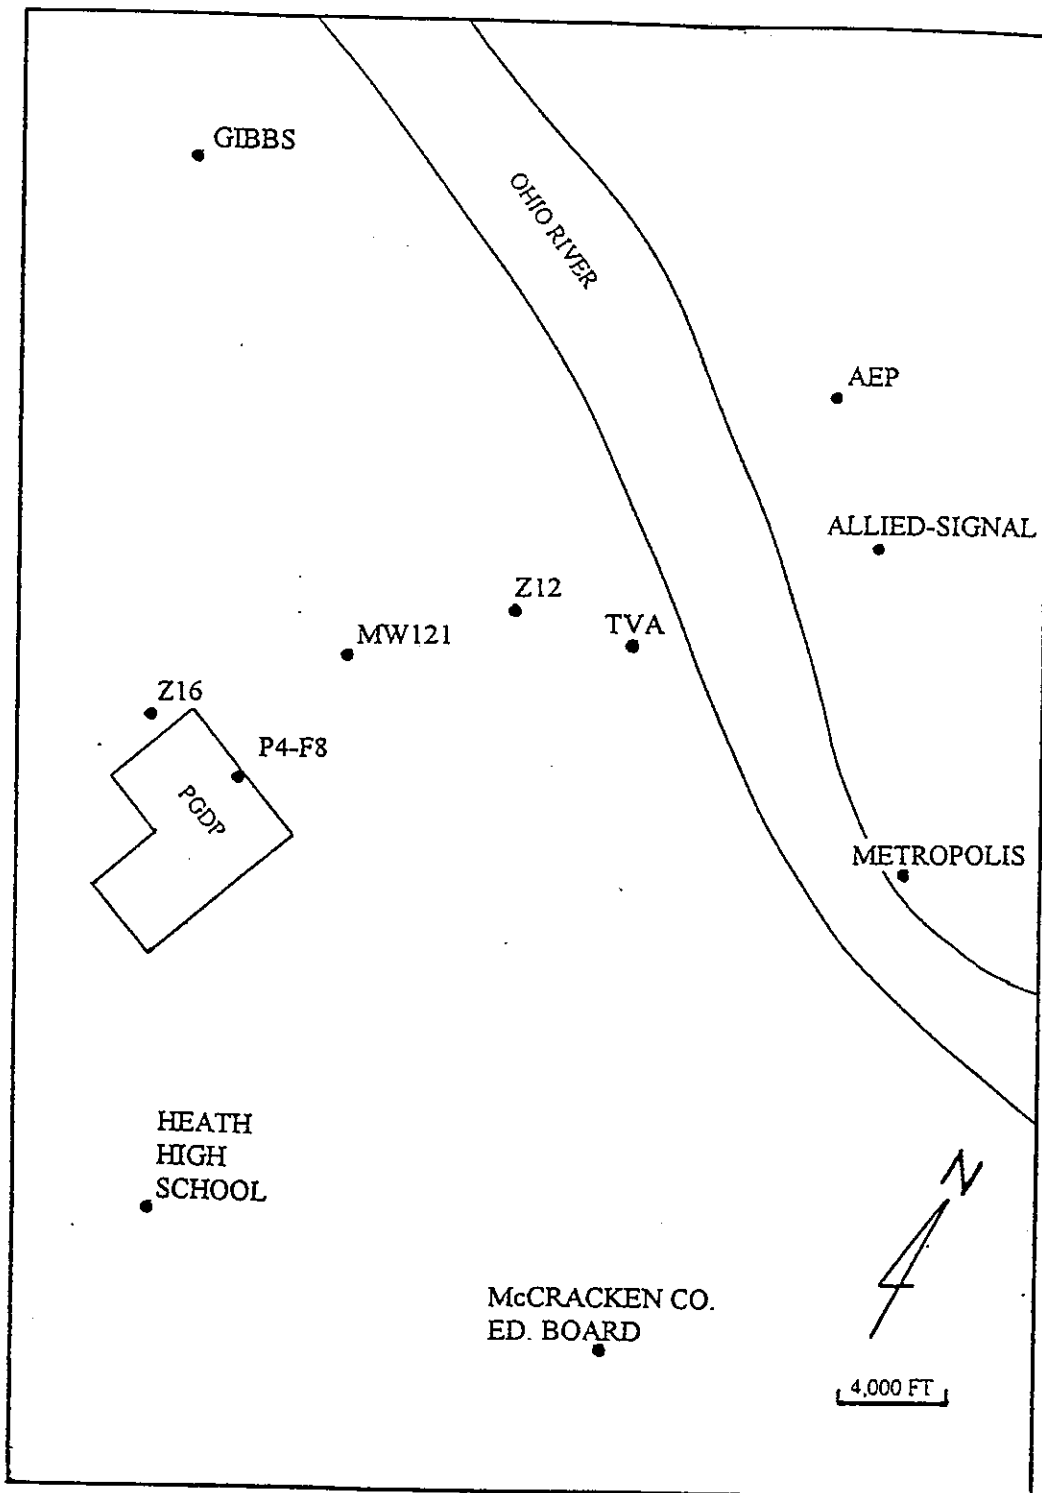 GIBBS
OHIO RIVER
AEP
ALLIED-SIGNAL
Z12
TVA
MW121
Z16
P4-F8
PGDP
METROPOLIS
HEATH
HIGH
SCHOOL
N
McCRACKEN CO.
ED. BOARD
4,000 FT